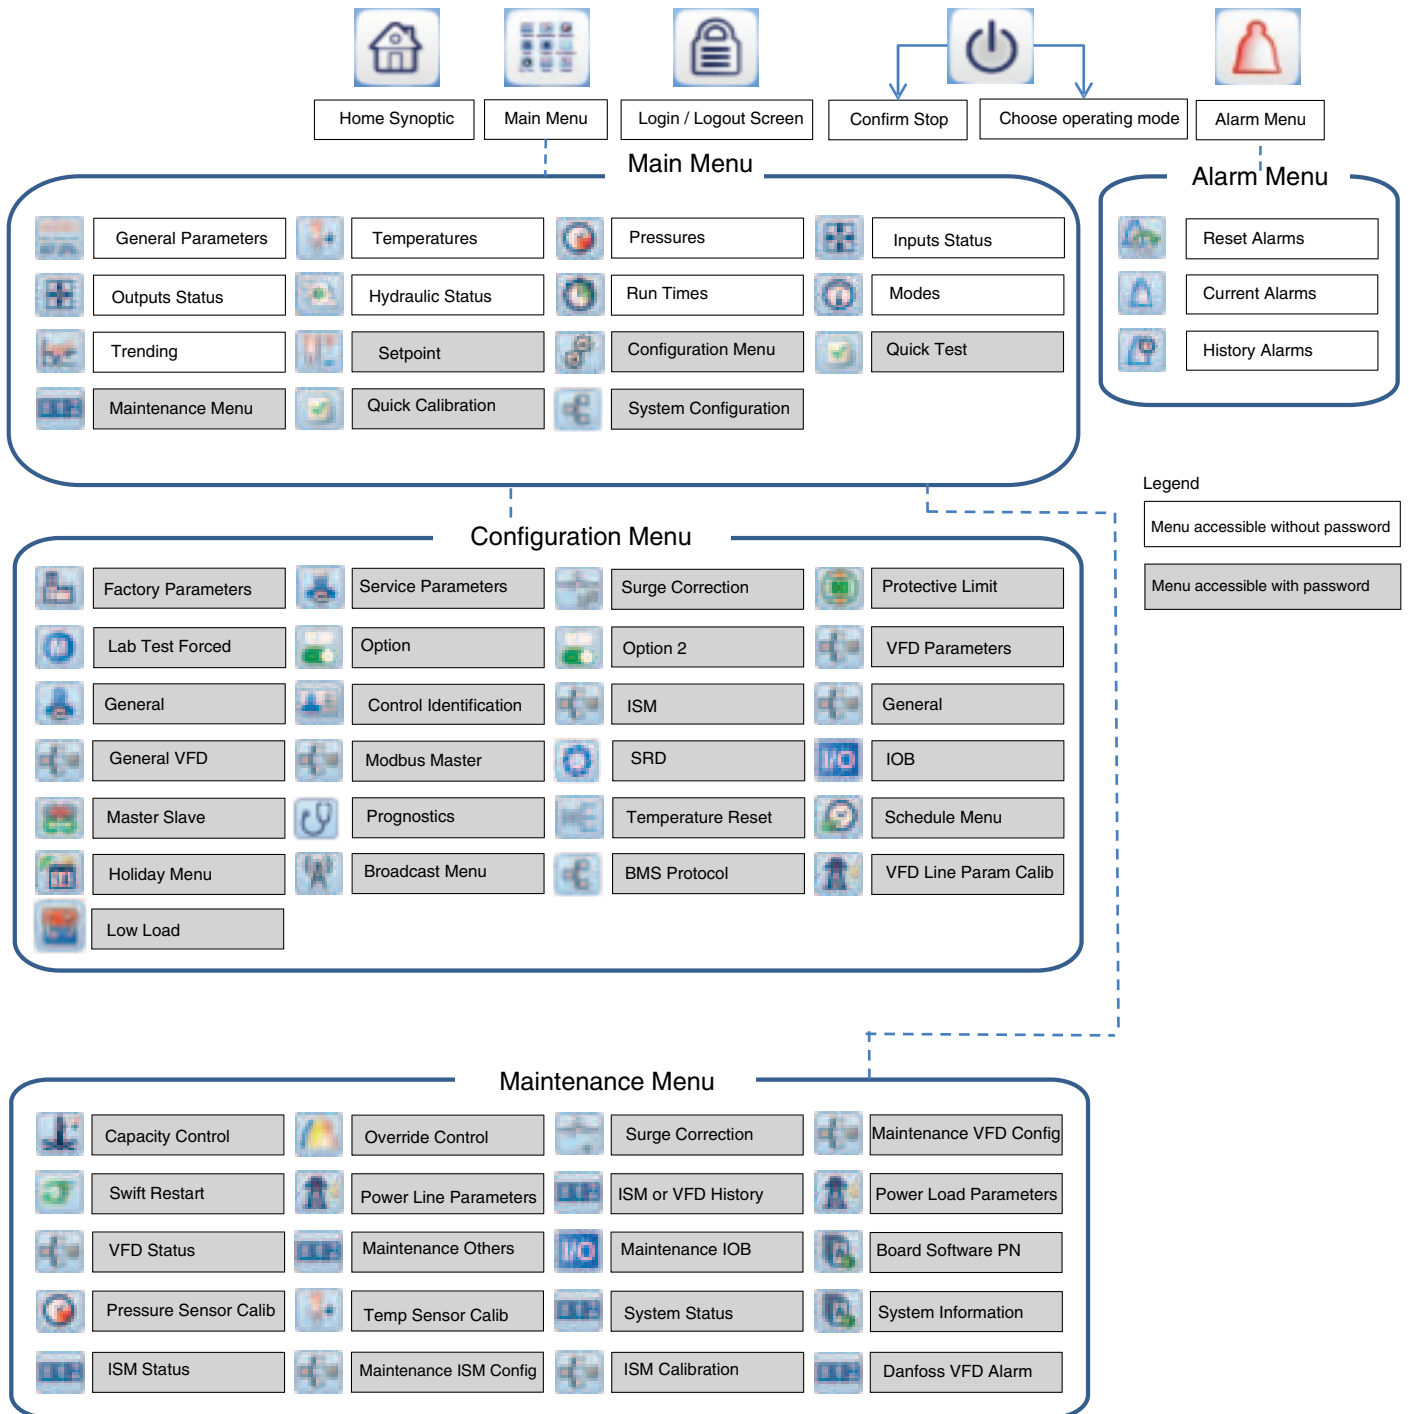 Home Synoptic
Main Menu
Login / Logout Screen
Confirm Stop
Choose operating mode
Alarm Menu
Main Menu
General Parameters
Temperatures
Pressures
Inputs Status
Outputs Status
Hydraulic Status
Run Times
Modes
Trending
Setpoint
Configuration Menu
Quick Test
Maintenance Menu
Quick Calibration
System Configuration
Alarm Menu
Reset Alarms
Current Alarms
History Alarms
Legend
Menu accessible without password
Menu accessible with password
Configuration Menu
Factory Parameters
Service Parameters
Surge Correction
Protective Limit
Lab Test Forced
Option
Option 2
VFD Parameters
General
Control Identification
ISM
General
General VFD
Modbus Master
SRD
I/O
IOB
Master Slave
Prognostics
Temperature Reset
Schedule Menu
Holiday Menu
Broadcast Menu
BMS Protocol
VFD Line Param Calib
Low Load
Maintenance Menu
Capacity Control
Override Control
Surge Correction
Maintenance VFD Config
Swift Restart
Power Line Parameters
ISM or VFD History
Power Load Parameters
VFD Status
Maintenance Others
I/O
Maintenance IOB
Board Software PN
Pressure Sensor Calib
Temp Sensor Calib
System Status
System Information
ISM Status
Maintenance ISM Config
ISM Calibration
Danfoss VFD Alarm